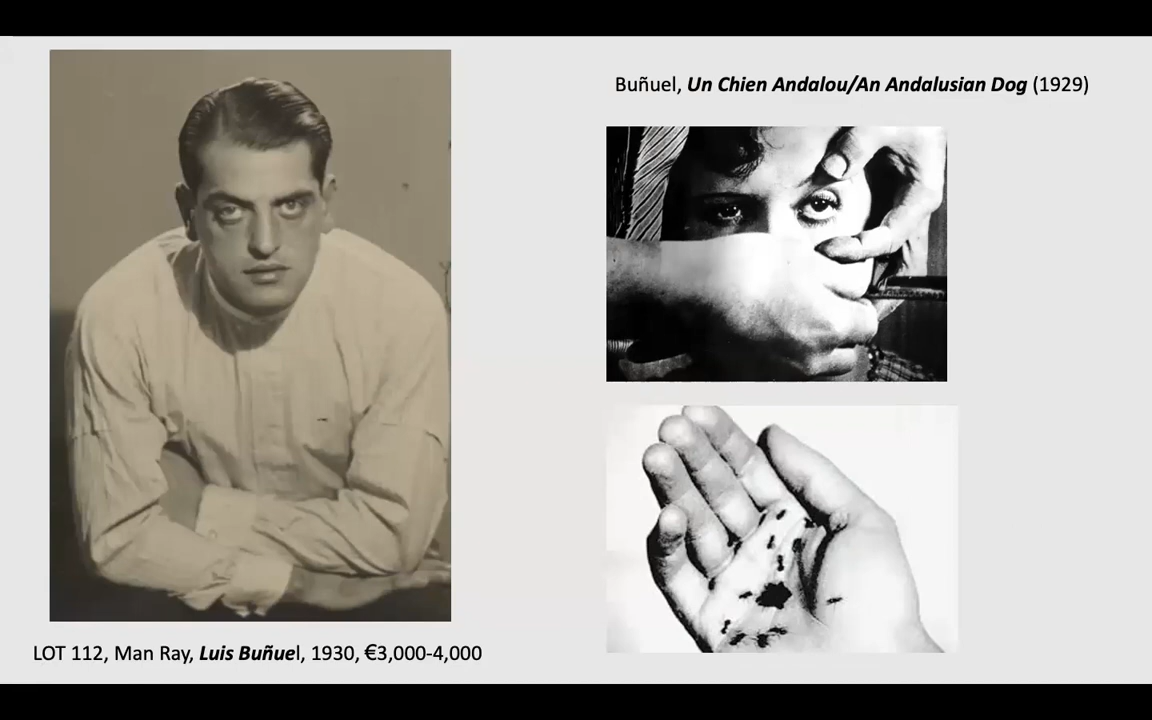 Buñuel, Un Chien Andalou/An Andalusian Dog (1929)
LOT 112, Man Ray, Luis Buñuel, 1930, €3,000-4,000